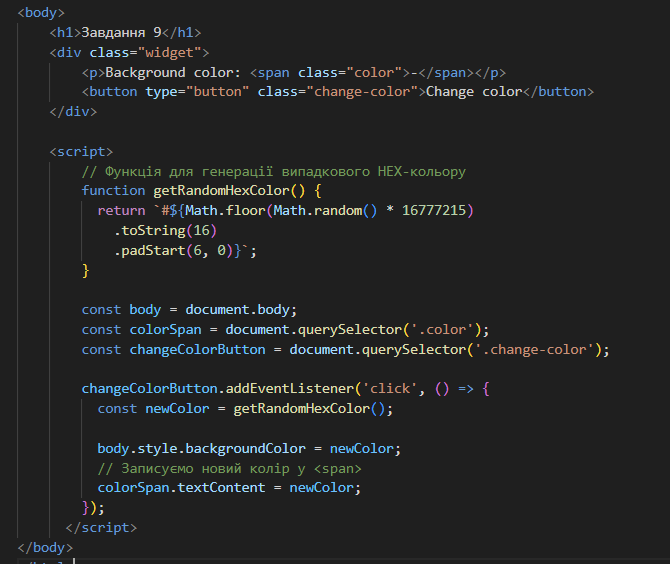 <body>
<h1>Завдання 9</h1>
<div class="widget">
<p>Background color: <span class="color">-</span></p>
<button type="button" class="change-color">Change color</button>
</div>
<script>
// Функція для генерації випадкового HEX-кольору
function getRandomHexColor() {
return `#${Math.floor(Math.random() * 16777215)
.toString(16)
.padStart(6, 0)}`;
}
const body = document.body;
const colorSpan = document.querySelector('.color');
const changeColorButton = document.querySelector('.change-color');
changeColorButton.addEventListener('click', () => {
const newColor = getRandomHexColor();
body.style.backgroundColor = newColor;
// Записуємо новий колір у <span>
colorSpan.textContent = newColor;
});
</script>
</body>